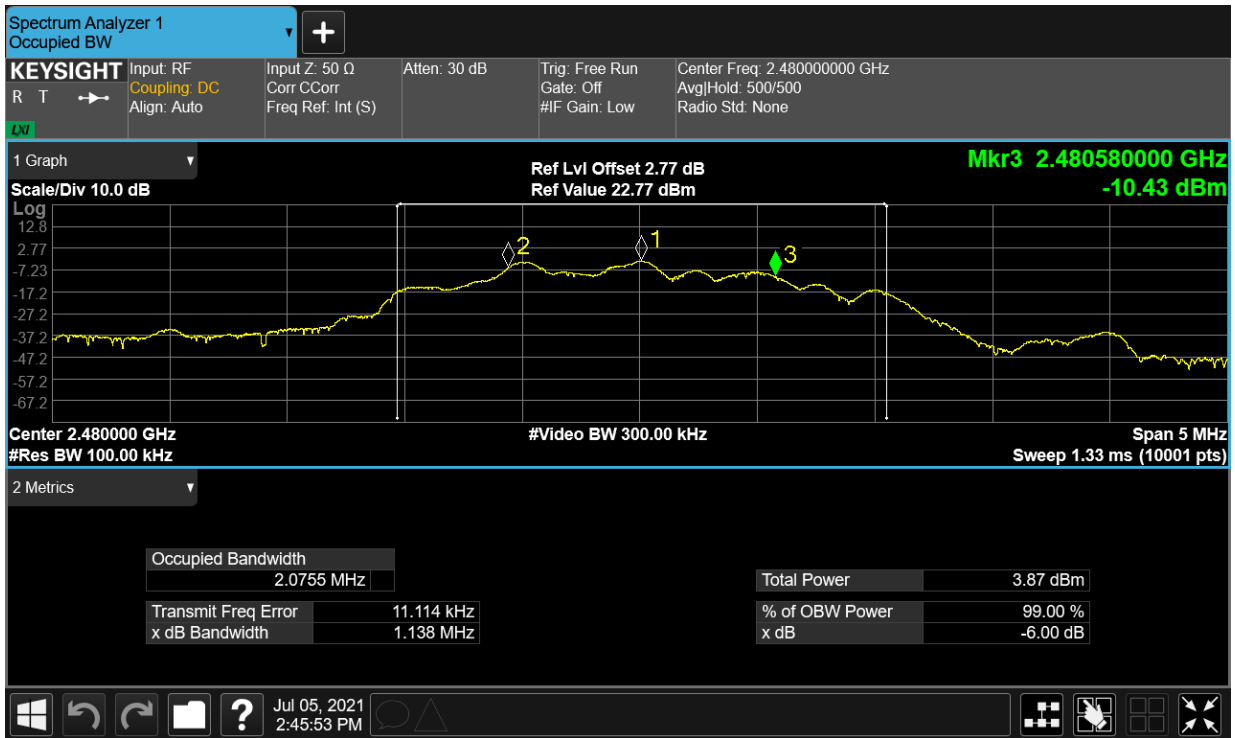 Spectrum Analyzer 1
Occupied BW
KEYSIGHT
R T
LXI
Input: RF
Coupling: DC
Align: Auto
Input Z: 50 Ω
Corr CCorr
Freq Ref: Int (S)
Atten: 30 dB
Trig: Free Run
Gate: Off
#IF Gain: Low
Center Freq: 2.480000000 GHz
Avg|Hold: 500/500
Radio Std: None
1 Graph
Scale/Div 10.0 dB
Log
Ref Lvl Offset 2.77 dB
Ref Value 22.77 dBm
Mkr3 2.480580000 GHz
-10.43 dBm
12.8
2.77
-7.23
-17.2
-27.2
-37.2
-47.2
-57.2
-67.2
2
1
3
Center 2.480000 GHz
#Res BW 100.00 kHz
#Video BW 300.00 kHz
Span 5 MHz
Sweep 1.33 ms (10001 pts)
2 Metrics
Occupied Bandwidth
2.0755 MHz
Transmit Freq Error 11.114 kHz
x dB Bandwidth 1.138 MHz
Total Power 3.87 dBm
% of OBW Power 99.00 %
x dB -6.00 dB
?
Jul 05, 2021
2:45:53 PM